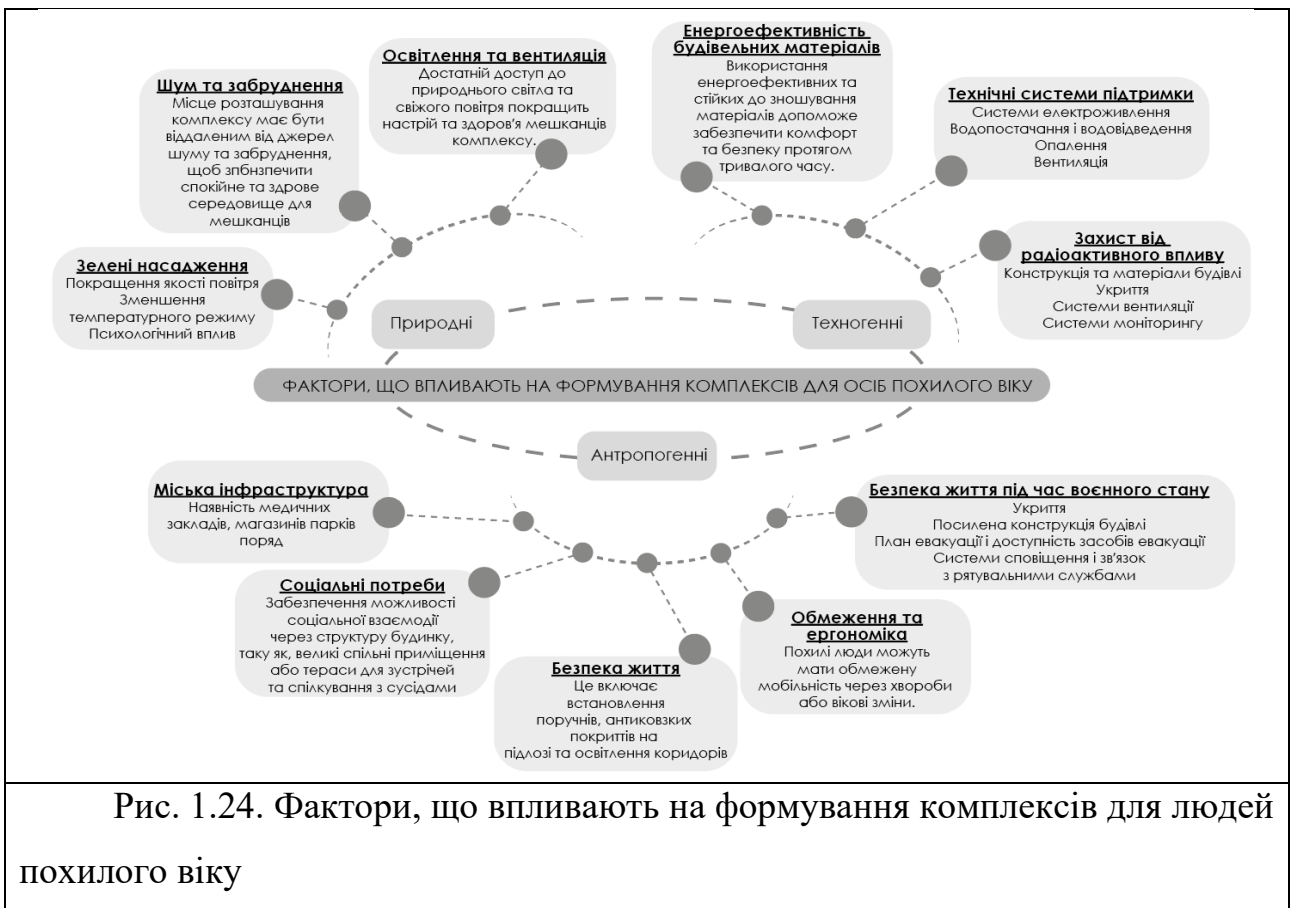 Зелені насадження
Покращення якості повітря
Зменшення
температурного режиму
Психологічний вплив
Шум та забруднення
Місце розташування
комплексу має бути
віддаленим від джерел
шуму та забруднення,
щоб зпбнзпечити
спокійне та здрове
середовище для
мешканців
Освітлення та вентиляція
Достатній доступ до
природнього світла та
свіжого повітря покращить
настрій та здоров'я мешканців
комплексу.
Енергоефективність
будівельних матеріалів
Використання
енергоефективних та
стійких до зношування
матеріалів допоможе
забезпечити комфорт
та безпеку протягом
тривалого часу.
Технічні системи підтримки
Системи електроживлення
Водопостачання і водовідведення
Опалення
Вентиляція
Захист від
радіоактивного впливу
Конструкція та матеріали будівлі
Укриття
Системи вентиляції
Системи моніторингу
Природні
Техногенні
ФАКТОРИ, ЩО ВПЛИВАЮТЬ НА ФОРМУВАННЯ КОМПЛЕКСІВ ДЛЯ ОСІБ ПОХИЛОГО ВІКУ
Антропогенні
Міська інфраструктура
Наявність медичних
закладів, магазинів парків
поряд
Соціальні потреби
Забезпечення можливості
соціальної взаємодії
через структуру будинку,
таку як, великі спільні приміщення
або тераси для зустрічей
та спілкування з сусідами
Безпека життя
Це включає
встановлення
поручнів, антиковзких
покриттів на
підлозі та освітлення коридорів
Обмеження та
ергономіка
Похилі люди можуть
мати обмежену
мобільність через хвороби
або вікові зміни.
Безпека життя під час воєнного стану
Укриття
Посилена конструкція будівлі
План евакуації і доступність засобів евакуації
Системи сповіщення і зв'язок
з рятувальними службами
Рис. 1.24. Фактори, що впливають на формування комплексів для людей
похилого віку